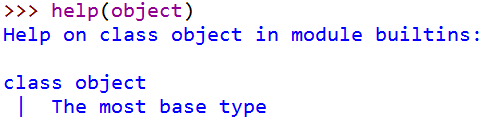 >>> help(object)
Help on class object in module builtins:

class object
 |  The most base type